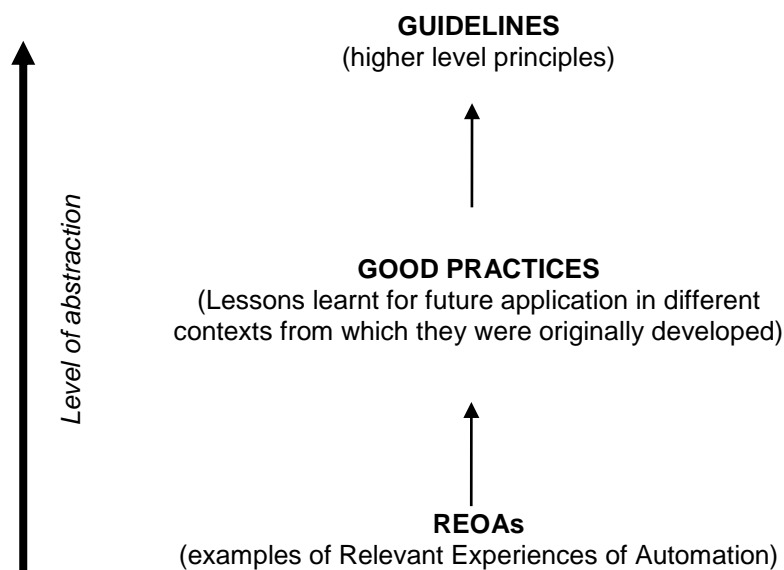 GUIDELINES
(higher level principles)
Level of abstraction
GOOD PRACTICES
(Lessons learnt for future application in different
contexts from which they were originally developed)
REOAs
(examples of Relevant Experiences of Automation)